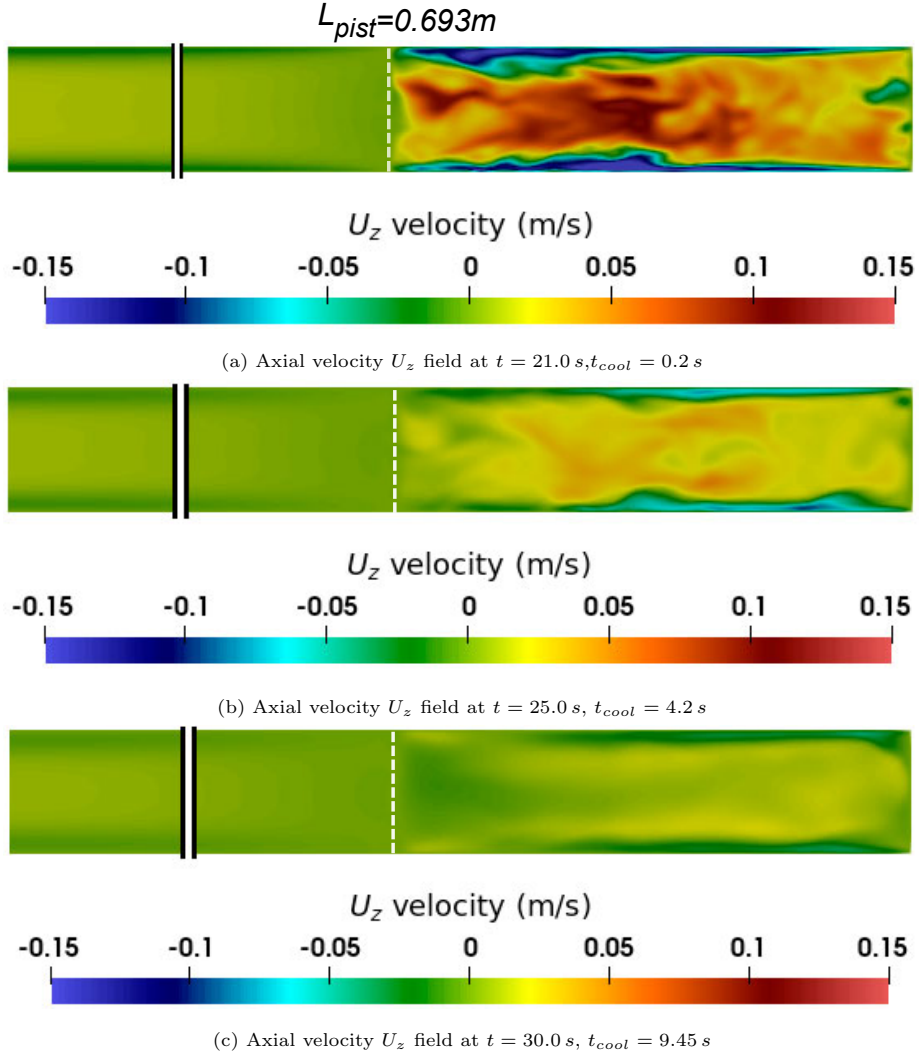 L_pist=0.693m
U_z velocity (m/s)
-0.15 -0.1 -0.05 0 0.05 0.1 0.15
(a) Axial velocity U_z field at t = 21.0 s,t_cool = 0.2 s
U_z velocity (m/s)
-0.15 -0.1 -0.05 0 0.05 0.1 0.15
(b) Axial velocity U_z field at t = 25.0 s, t_cool = 4.2 s
U_z velocity (m/s)
-0.15 -0.1 -0.05 0 0.05 0.1 0.15
(c) Axial velocity U_z field at t = 30.0 s, t_cool = 9.45 s